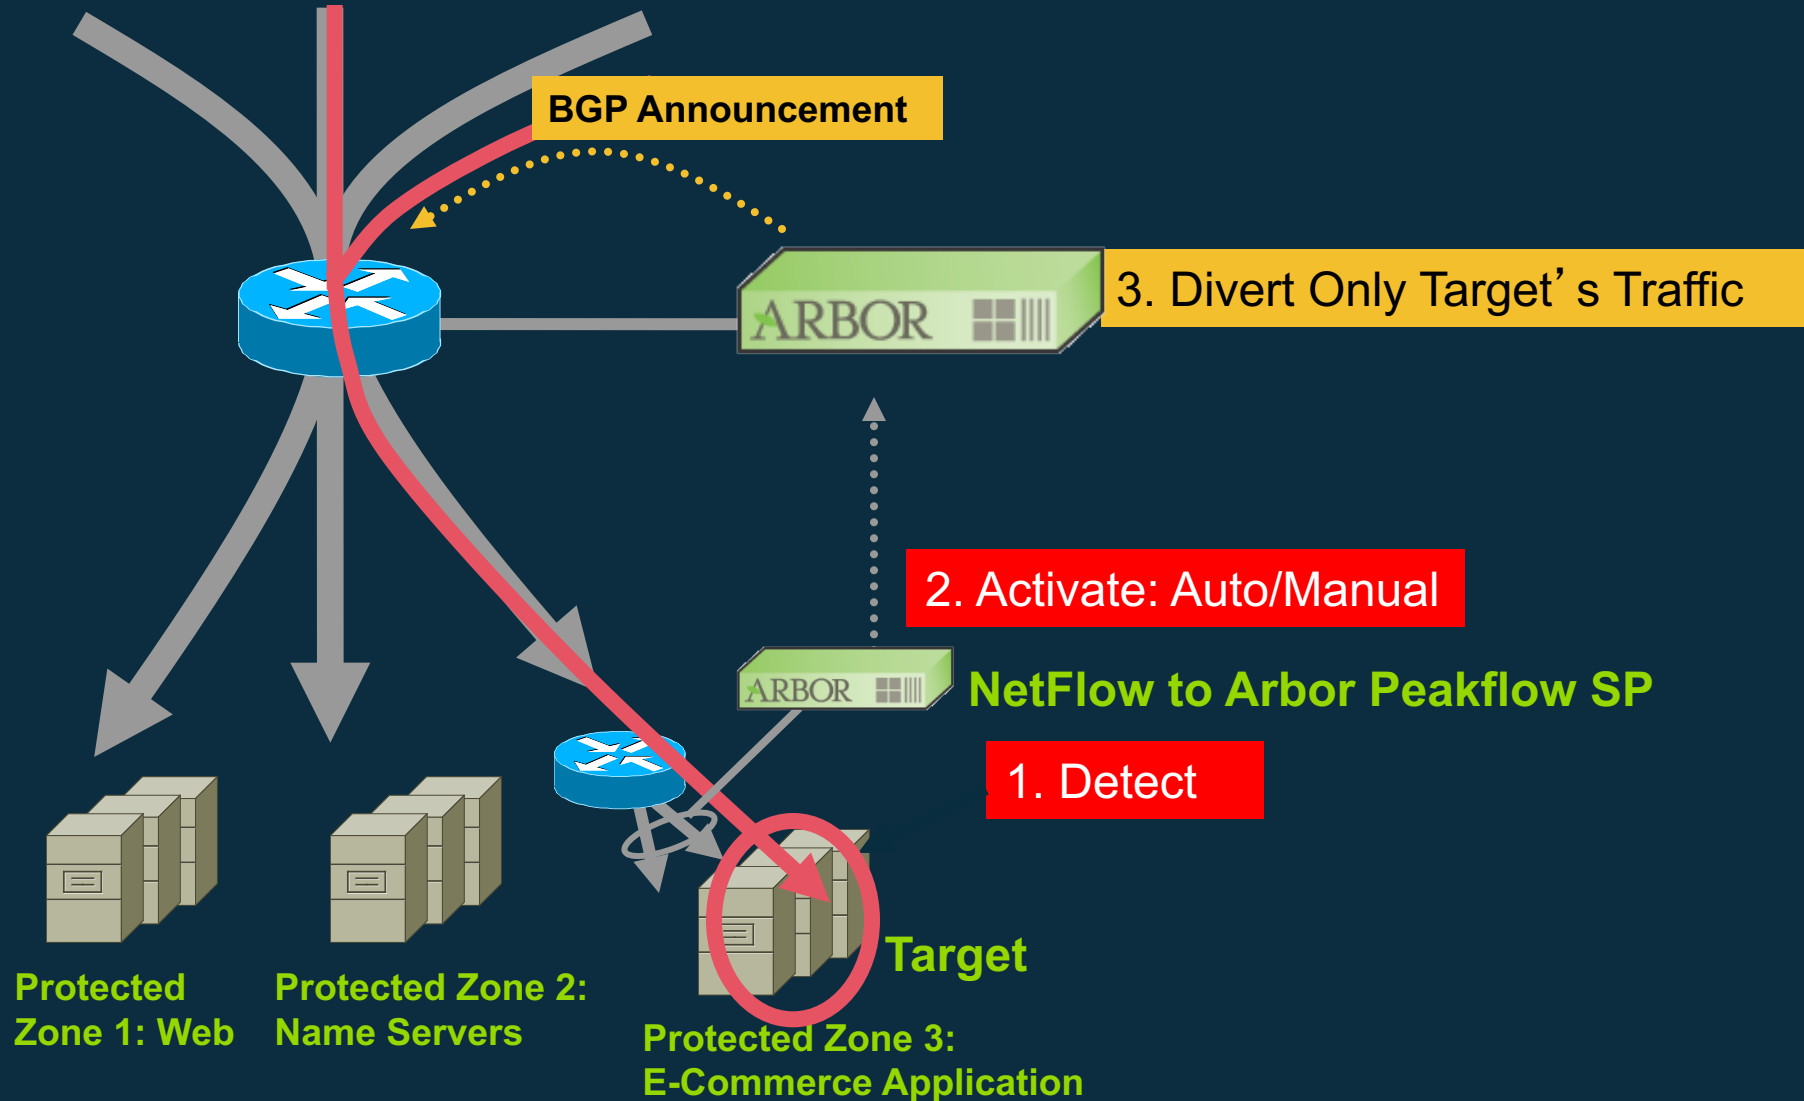 BGP Announcement
ARBOR
3. Divert Only Target’s Traffic
2. Activate: Auto/Manual
ARBOR
NetFlow to Arbor Peakflow SP
1. Detect
Target
Protected
Zone 1: Web
Protected Zone 2:
Name Servers
Protected Zone 3:
E-Commerce Application